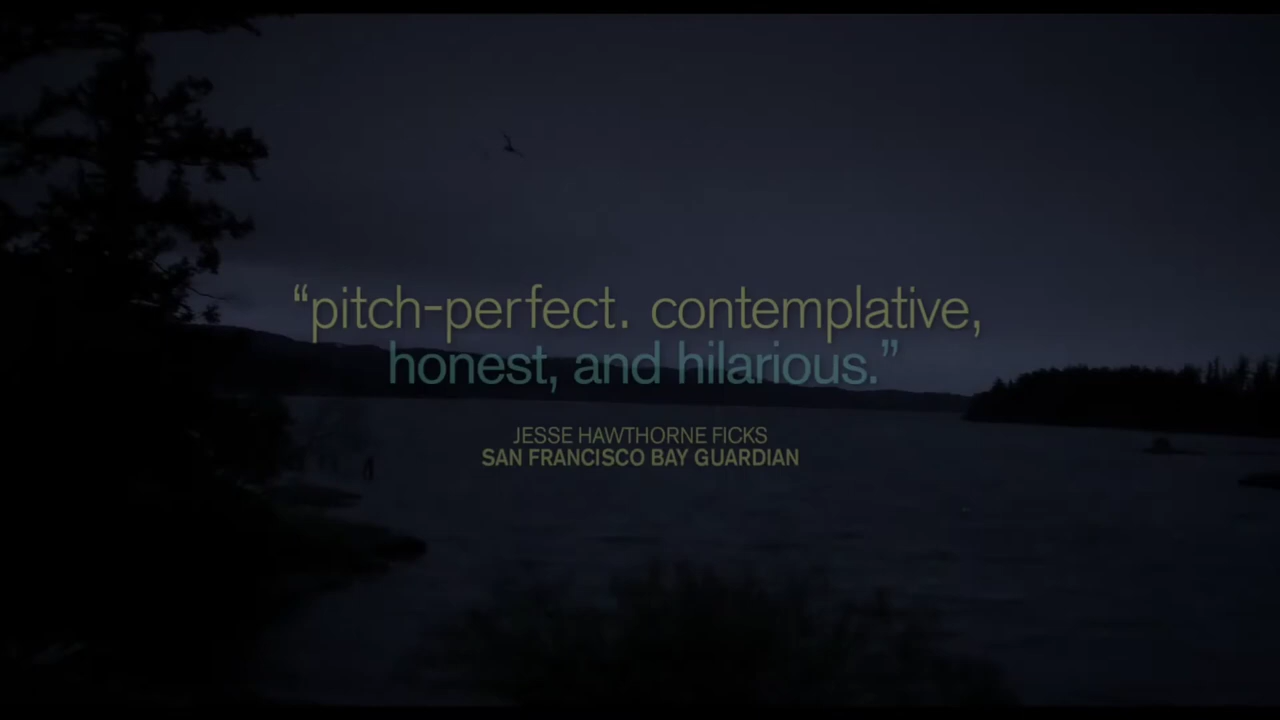 “pitch-perfect. contemplative,
honest, and hilarious.”
JESSE HAWTHORNE FICKS
SAN FRANCISCO BAY GUARDIAN